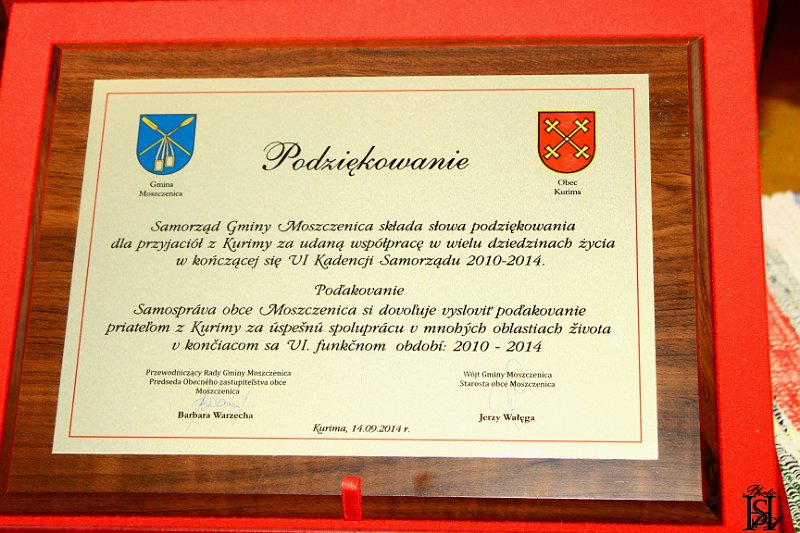 Podziękowanie
Gmina
Moszczenica
Obec
Kurima
Samorząd Gminy Moszczenica składa słowa podziękowania
dla przyjaciół z Kurimy za udaną współpracę w wielu dziedzinach życia
w kończącej się VI Kadencji Samorządu 2010-2014.
Poďakovanie
Samospráva obce Moszczenica si dovoľuje vysloviť poďakovanie
priateľom z Kurimy za úspešnú spoluprácu v mnohých oblastiach života
v končiacom sa VI. funkčnom období: 2010 - 2014
Przewodniczący Rady Gminy Moszczenica
Predseda Obecného zastupiteľstva obce
Moszczenica
Barbara Warzecha
Wójt Gminy Moszczenica
Starosta obce Moszczenica
Jerzy Wałęga
Kurima, 14.09.2014 r.
Photo